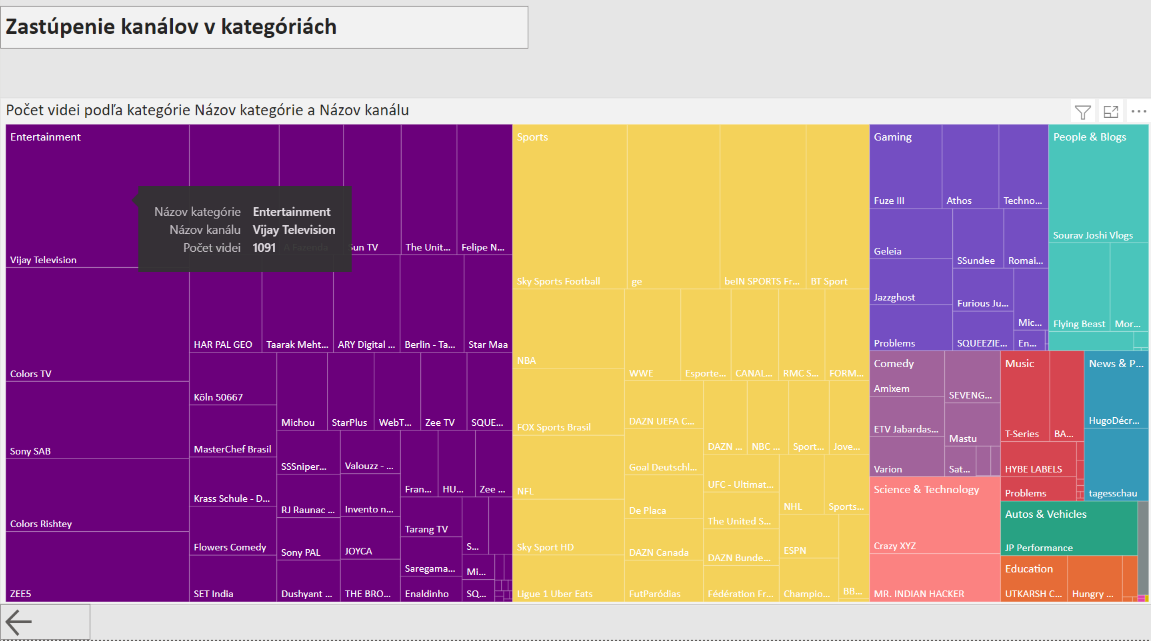 Zastúpenie kanálov v kategóriách
Počet videi podľa kategórie Názov kategórie a Názov kanálu
Entertainment
Vijay Television
Názov kategórie Entertainment
Názov kanálu Vijay Television
Počet videi 1091
Sun TV
The Unit...
Felipe N...
Colors TV
HAR PAL GEO
Taarak Meht...
ARY Digital ...
Berlin - Ta...
Star Maa
Sony SAB
Köln 50667
Michou
StarPlus
WebT...
Zee TV
SQUE...
MasterChef Brasil
SSSniper...
Valouzz - ...
Colors Rishtey
Krass Schule - D...
RJ Raunac ...
Invento n...
Fran...
HU...
Zee ...
Flowers Comedy
Sony PAL
JOYCA
Tarang TV
S...
ZEE5
SET India
Dushyant ...
THE BRO...
Saregama...
Mi...
Enaldinho
SQ...
Sports
Sky Sports Football
ge
beIN SPORTS Fr...
BT Sport
NBA
WWE
Esporte...
CANAL...
RMC S...
FORM...
FOX Sports Brasil
DAZN UEFA C...
DAZN ...
NBC ...
Sport...
Jove...
NFL
Goal Deutschl...
UFC - Ultimat...
De Placa
The United S...
NHL
Sports...
Sky Sport HD
DAZN Canada
DAZN Bunde...
ESPN
Ligue 1 Uber Eats
FutParódias
Fédération Fr...
Champio...
BB...
Gaming
Fuze III
Athos
Techno...
Geleia
SSundee
Romai...
Jazzghost
Furious Ju...
Mic...
Problems
SQUEEZIE...
En...
People & Blogs
Sourav Joshi Vlogs
Flying Beast
Mor...
Comedy
Amixem
SEVENG...
ETV Jabardas...
Mastu
Varion
Sat...
Music
T-Series
BA...
HYBE LABELS
Problems
News & P...
HugoDécr...
tagesschau
Science & Technology
Crazy XYZ
MR. INDIAN HACKER
Autos & Vehicles
JP Performance
Education
UTKARSH C...
Hungry ...